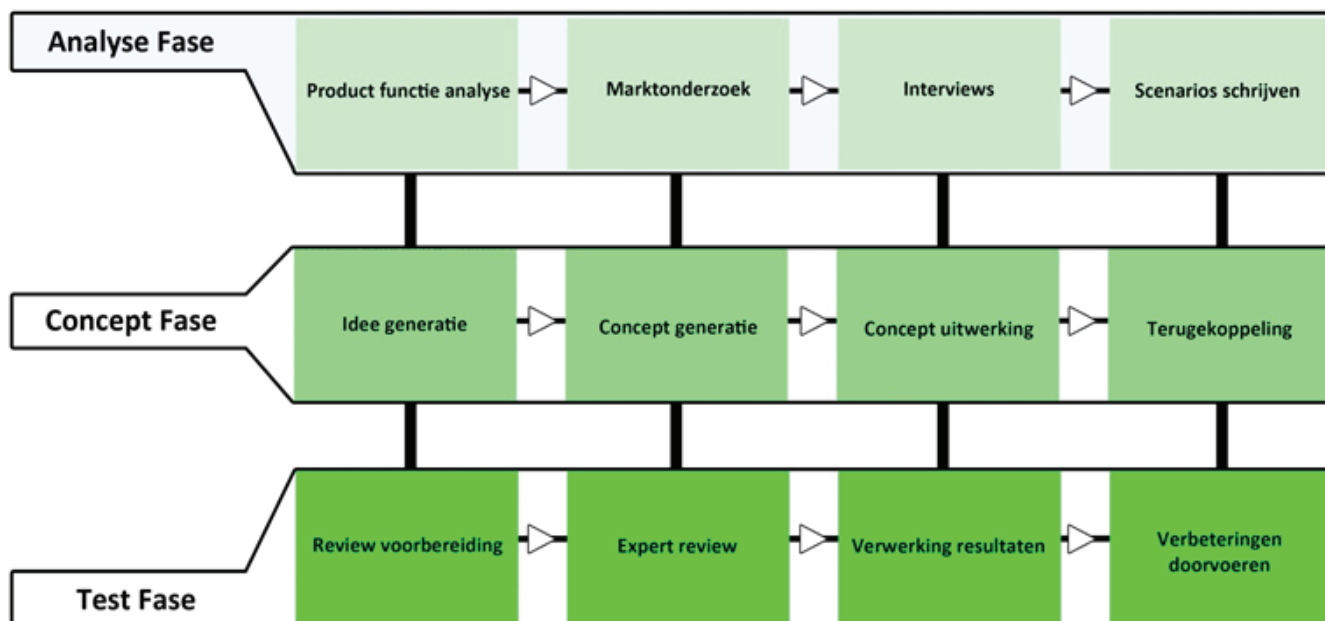 Analyse Fase
Product functie analyse
Marktonderzoek
Interviews
Scenarios schrijven
Concept Fase
Idee generatie
Concept generatie
Concept uitwerking
Terugekoppeling
Test Fase
Review voorbereiding
Expert review
Verwerking resultaten
Verbeteringen
doorvoeren